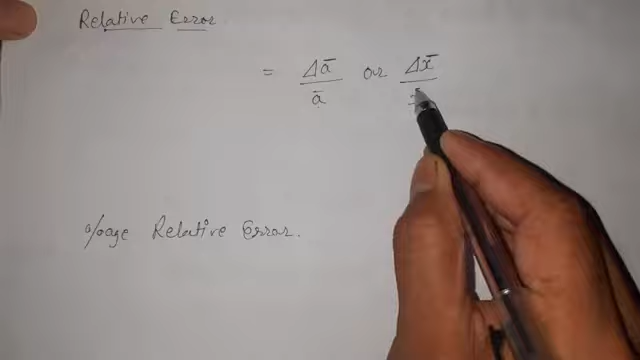 Relative Error
= Δā/ā or Δx̄/
%age Relative Error.